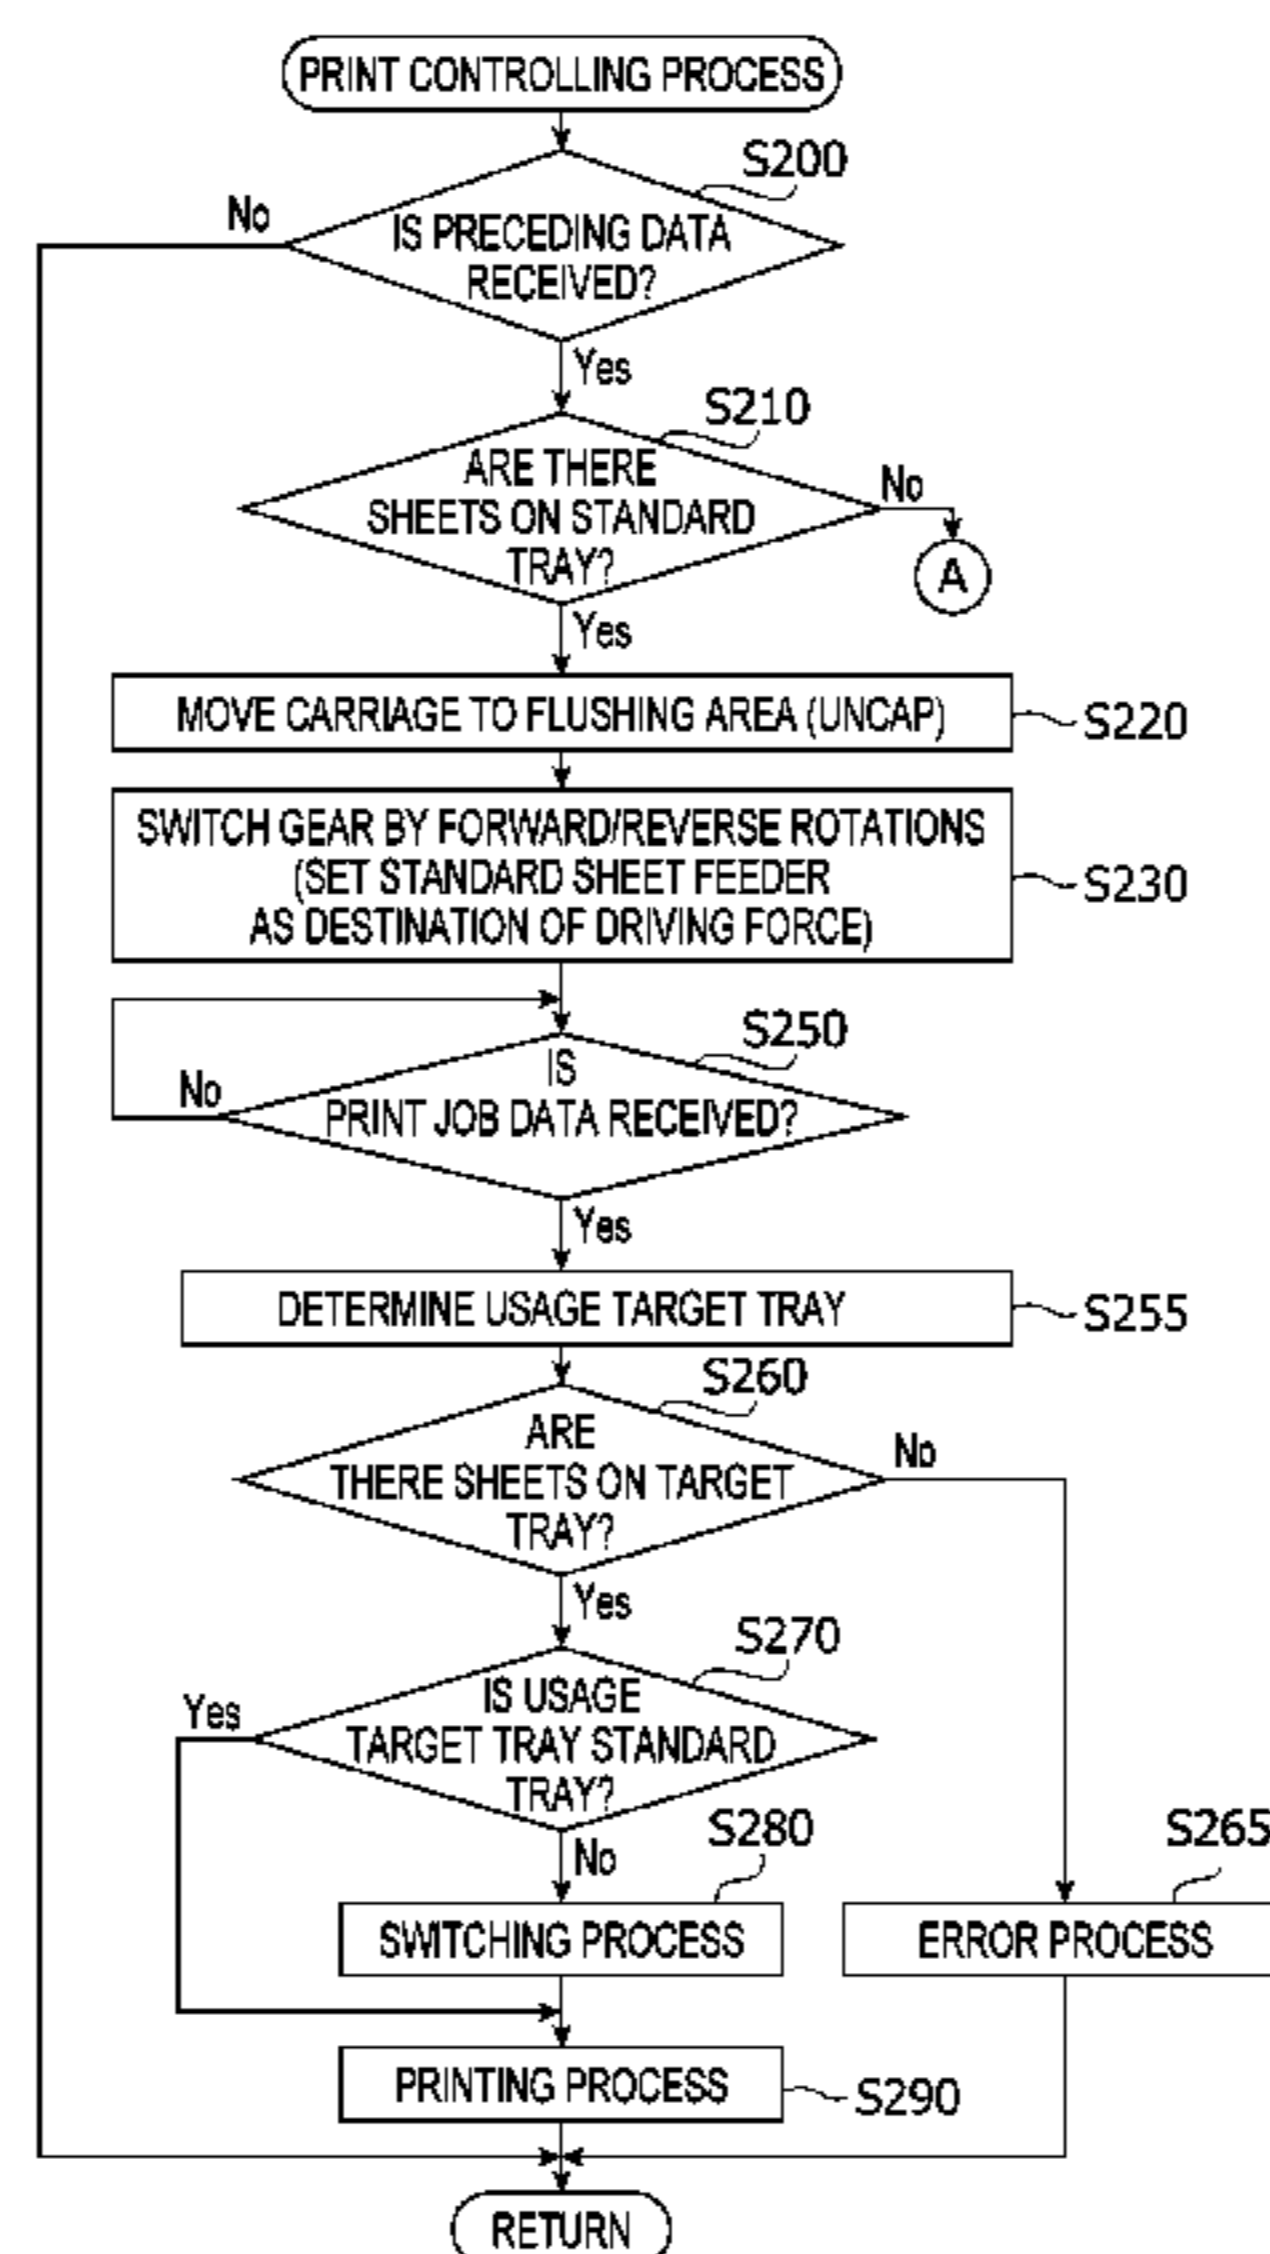 PRINT CONTROLLING PROCESS
S200
No
IS PRECEDING DATA
RECEIVED?
Yes
S210
ARE THERE
SHEETS ON STANDARD
TRAY?
No
A
Yes
MOVE CARRIAGE TO FLUSHING AREA (UNCAP)
S220
SWITCH GEAR BY FORWARD/REVERSE ROTATIONS
(SET STANDARD SHEET FEEDER
AS DESTINATION OF DRIVING FORCE)
S230
S250
IS
PRINT JOB DATA RECEIVED?
No
Yes
DETERMINE USAGE TARGET TRAY
S255
S260
ARE
THERE SHEETS ON TARGET
TRAY?
No
Yes
S270
IS USAGE
TARGET TRAY STANDARD
TRAY?
Yes
No
S280
SWITCHING PROCESS
S265
ERROR PROCESS
PRINTING PROCESS
S290
RETURN